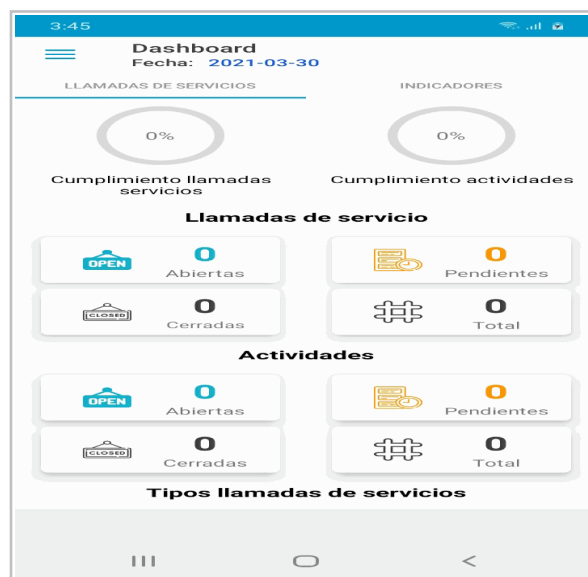 3:45
Dashboard
Fecha: 2021-03-30
LLAMADAS DE SERVICIOS INDICADORES
0% 0%
Cumplimiento llamadas servicios Cumplimiento actividades
Llamadas de servicio
OPEN 0 0
Abiertas Pendientes
CLOSED 0 0
Cerradas Total
Actividades
OPEN 0 0
Abiertas Pendientes
CLOSED 0 0
Cerradas Total
Tipos llamadas de servicios